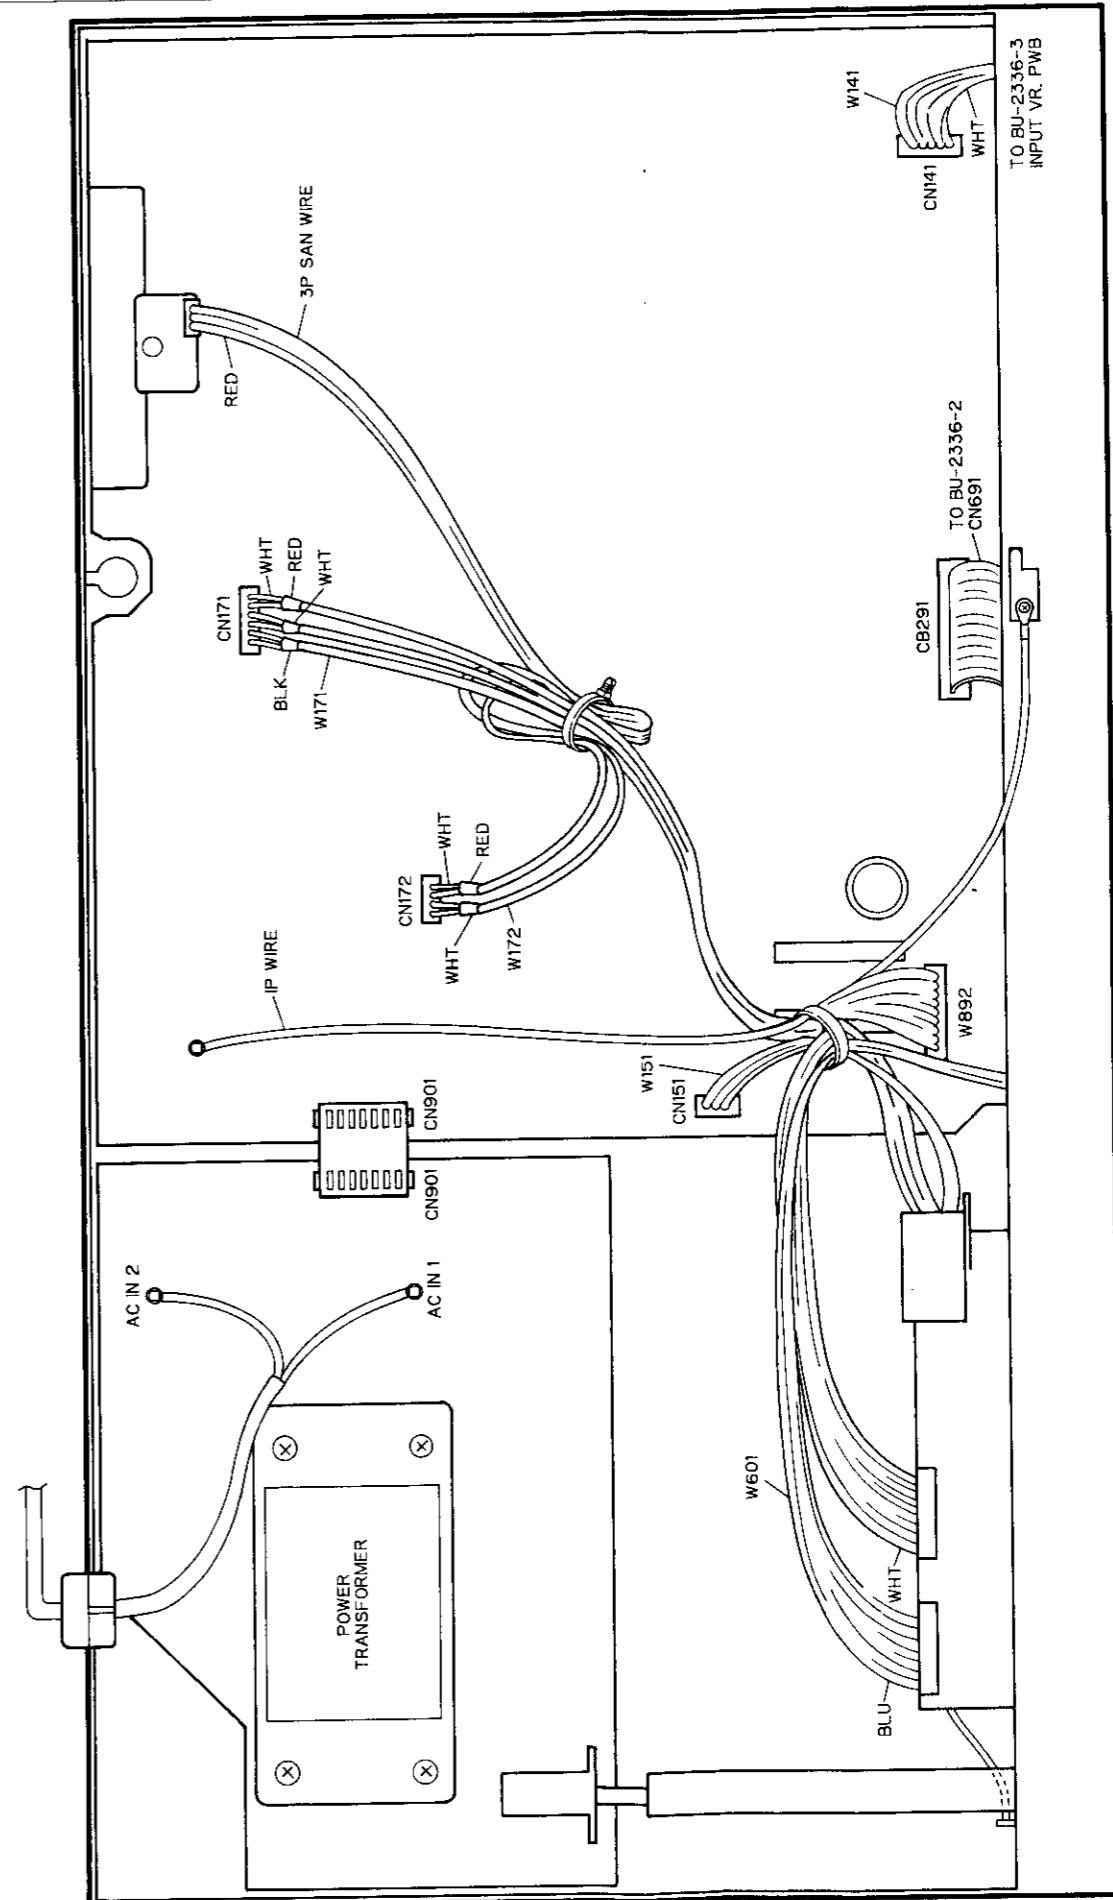 W141
CN141
WHT
TO BU-2336-3
INPUT VR. PWB
3P SAN WIRE
RED
CN171
WHT
RED
WHT
BLK
W171
TO BU-2336-2
CN691
CB291
CN172
WHT
RED
WHT
W172
1P WIRE
W892
W151
CN151
CN901
CN901
AC IN 2
AC IN 1
POWER
TRANSFORMER
W601
WHT
BLU